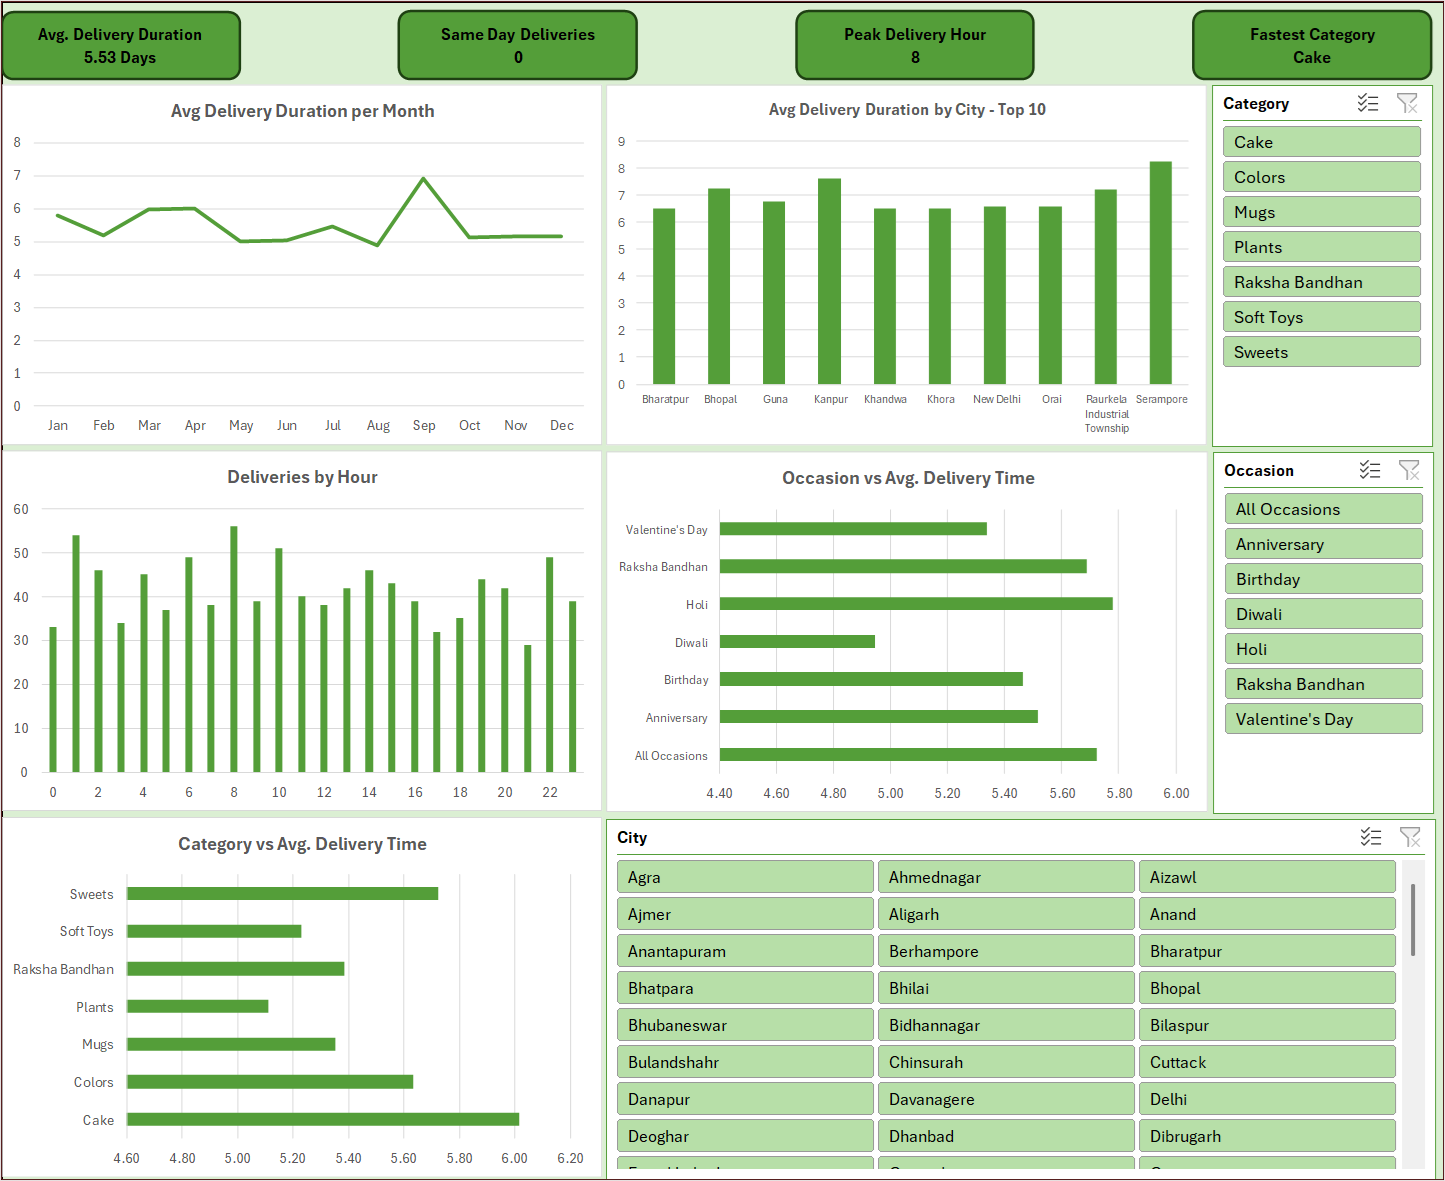 Avg. Delivery Duration
5.53 Days
Same Day Deliveries
0
Peak Delivery Hour
8
Fastest Category
Cake
Avg Delivery Duration per Month
8
7
6
5
4
3
2
1
0
Jan Feb Mar Apr May Jun Jul Aug Sep Oct Nov Dec
Avg Delivery Duration by City - Top 10
9
8
7
6
5
4
3
2
1
0
Bharatpur Bhopal Guna Kanpur Khandwa Khora New Delhi Orai Raurkela Serampore
Industrial
Township
Category
Cake
Colors
Mugs
Plants
Raksha Bandhan
Soft Toys
Sweets
Deliveries by Hour
60
50
40
30
20
10
0
0 2 4 6 8 10 12 14 16 18 20 22
Occasion vs Avg. Delivery Time
Valentine's Day
Raksha Bandhan
Holi
Diwali
Birthday
Anniversary
All Occasions
4.40 4.60 4.80 5.00 5.20 5.40 5.60 5.80 6.00
Occasion
All Occasions
Anniversary
Birthday
Diwali
Holi
Raksha Bandhan
Valentine's Day
Category vs Avg. Delivery Time
Sweets
Soft Toys
Raksha Bandhan
Plants
Mugs
Colors
Cake
4.60 4.80 5.00 5.20 5.40 5.60 5.80 6.00 6.20
City
Agra Ahmednagar Aizawl
Ajmer Aligarh Anand
Anantapuram Berhampore Bharatpur
Bhatpara Bhilai Bhopal
Bhubaneswar Bidhannagar Bilaspur
Bulandshahr Chinsurah Cuttack
Danapur Davanagere Delhi
Deoghar Dhanbad Dibrugarh